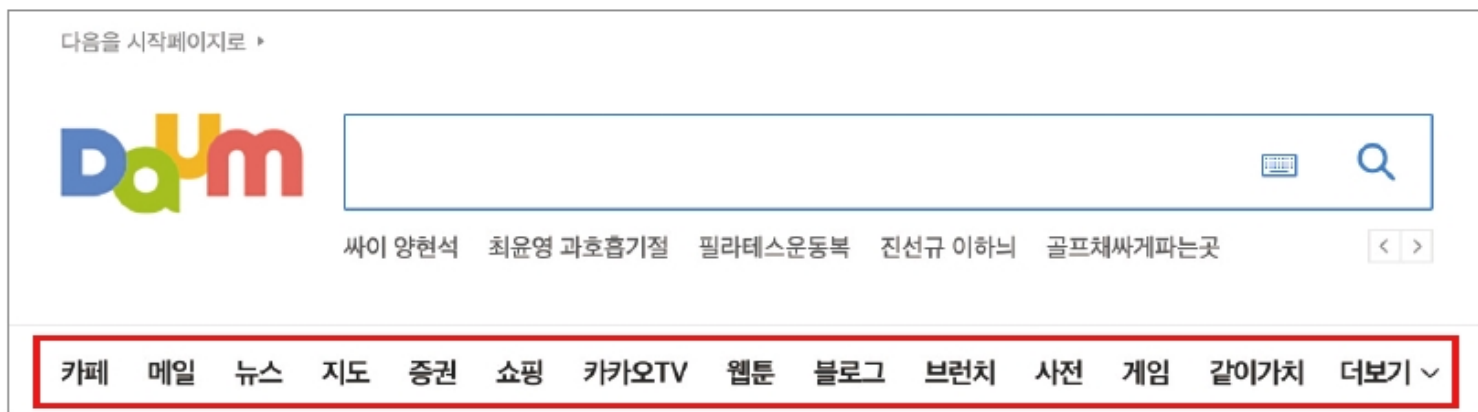 다음을 시작페이지로
Daum
싸이 양현석 최윤영 과호흡기절 필라테스운동복 진선규 이하늬 골프채싸게파는곳
카페 메일 뉴스 지도 증권 쇼핑 카카오TV 웹툰 블로그 브런치 사전 게임 같이가치 더보기